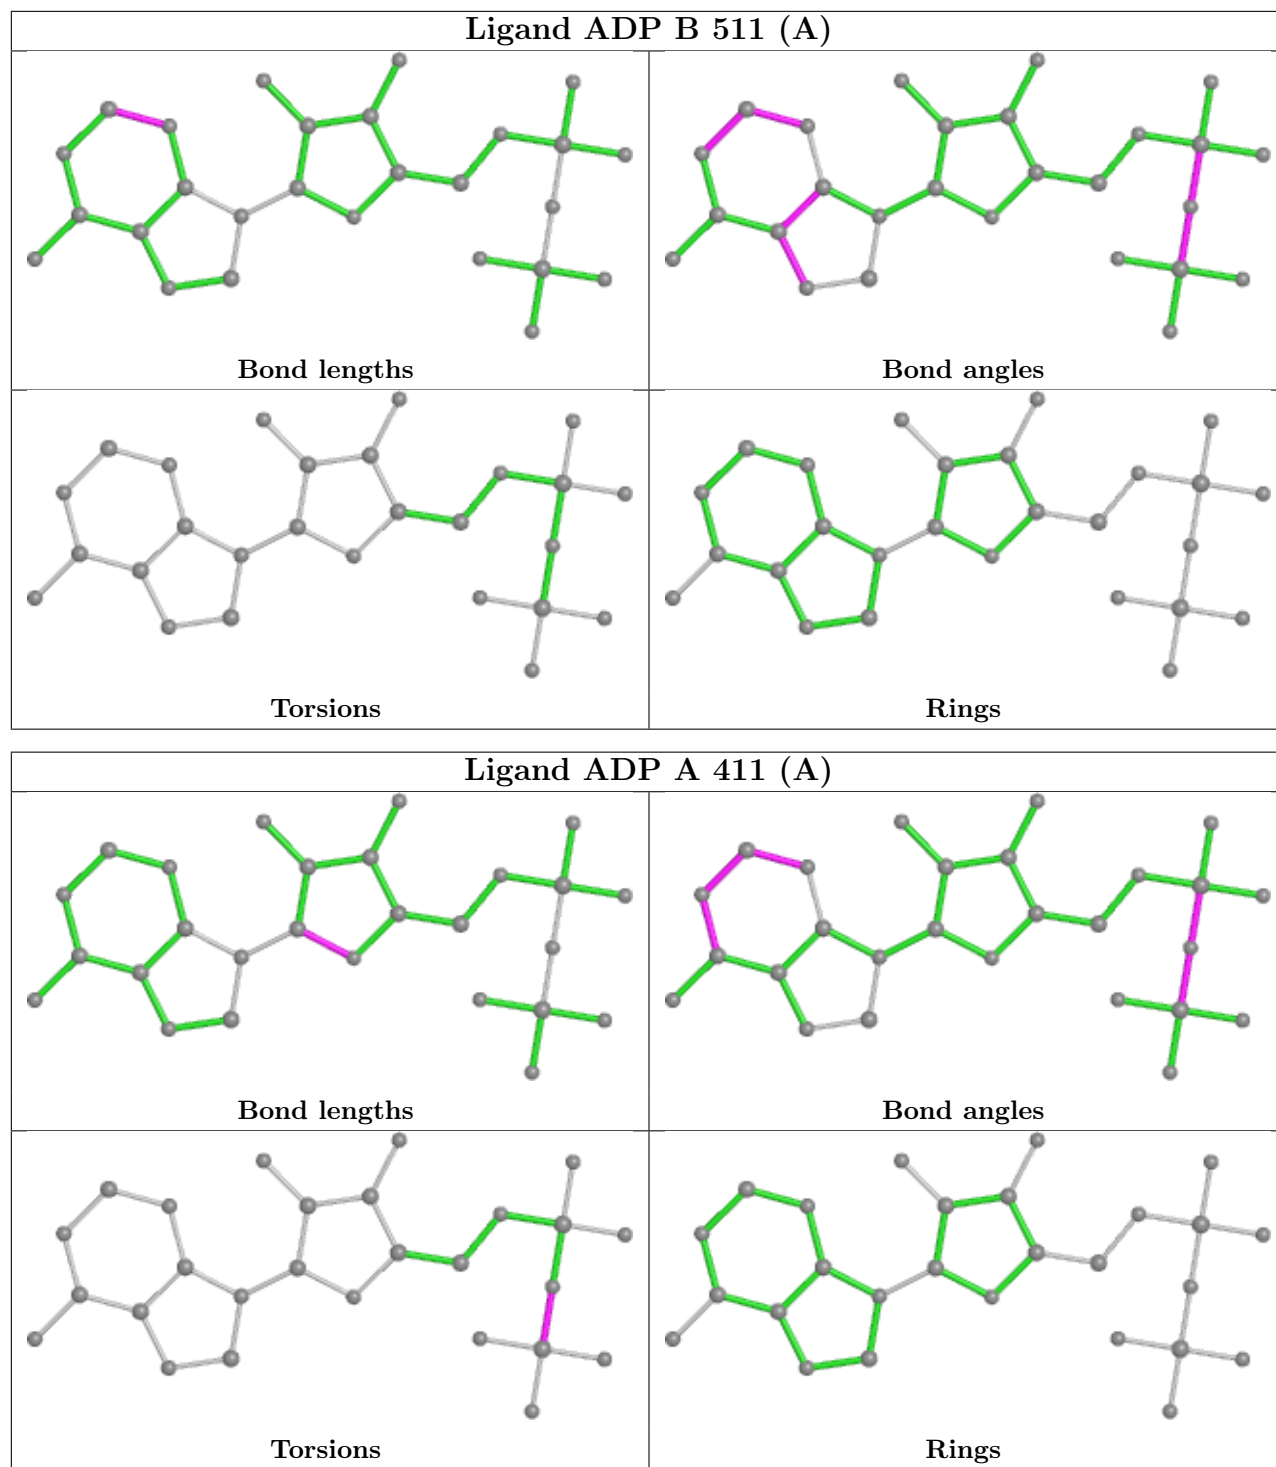 Ligand ADP B 511 (A)
Bond lengths
Bond angles
Torsions
Rings
Ligand ADP A 411 (A)
Bond lengths
Bond angles
Torsions
Rings